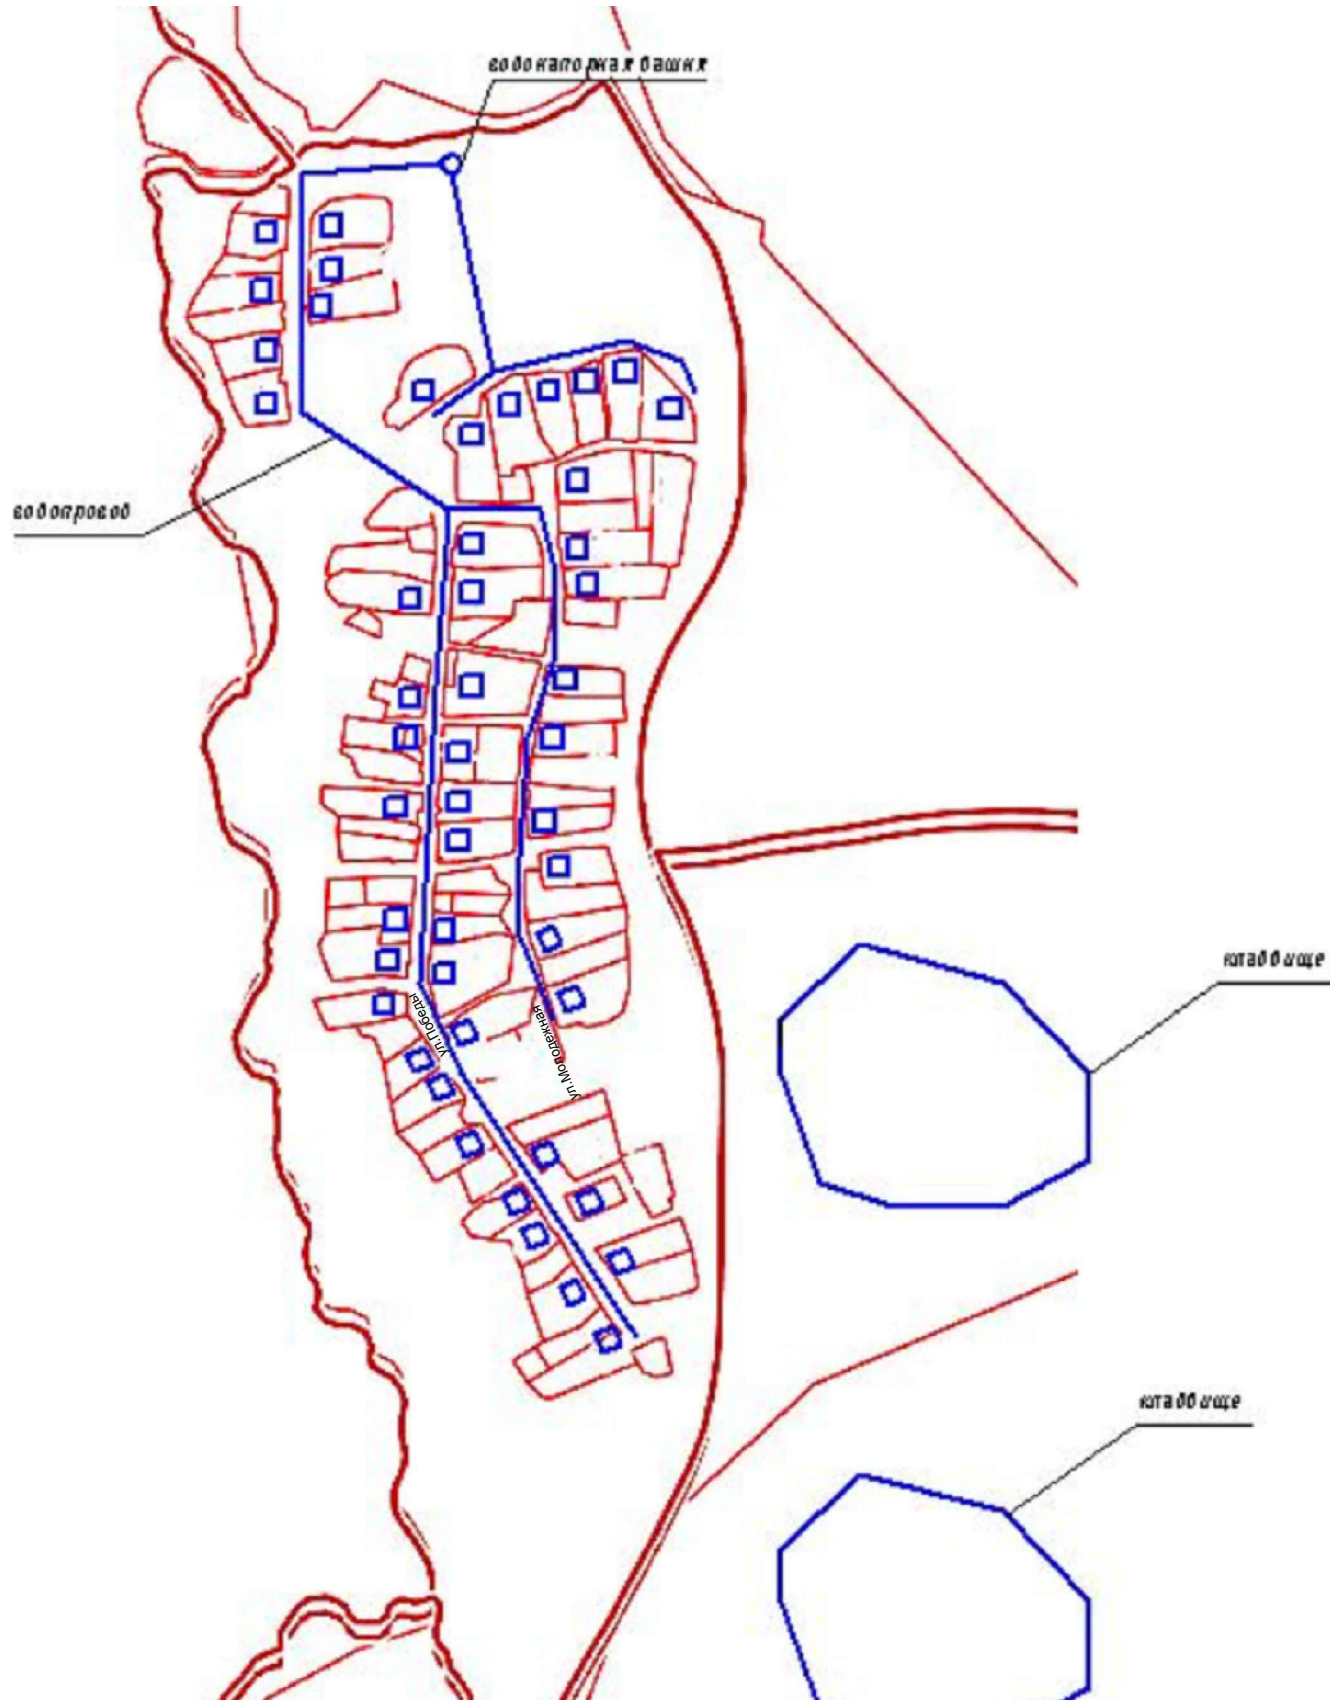 водонапорная башня
водопровод
кладбище
ул.Победы
ул.Молодежная
кладбище